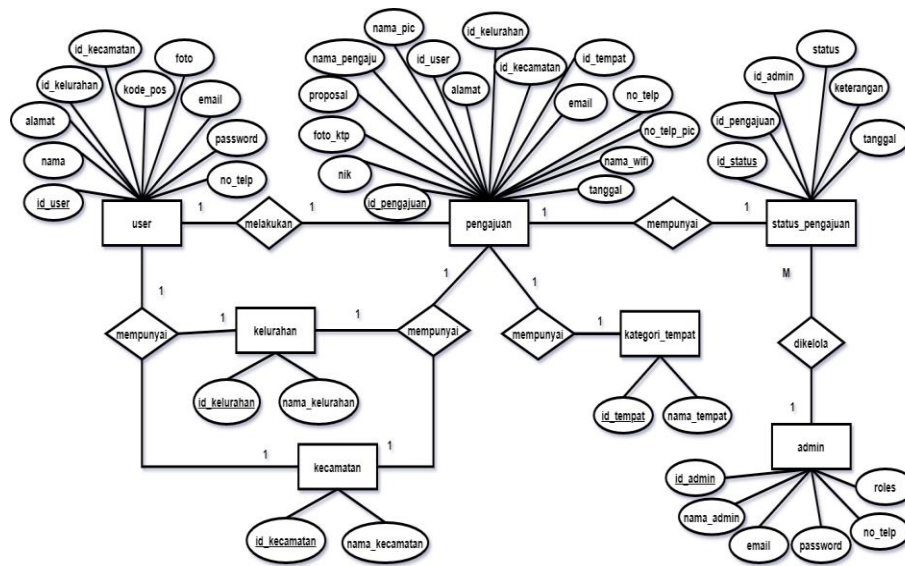 nama_pic
id_kelurahan
status
id_kecamatan
foto
nama_pengaju
id_user
id_kecamatan
id_tempat
id_admin
id_kelurahan
kode_pos
email
proposal
alamat
email
no_telp
keterangan
alamat
password
foto_ktp
no_telp_pic
id_pengajuan
tanggal
nama
no_telp
nik
nama_wifi
id_status
id_user
id_pengajuan
tanggal
user
1
melakukan
1
pengajuan
1
mempunyai
1
status_pengajuan
1
1
1
M
mempunyai
1
kelurahan
1
mempunyai
mempunyai
1
kategori_tempat
dikelola
id_kelurahan
nama_kelurahan
id_tempat
nama_tempat
1
1
kecamatan
1
admin
id_admin
roles
nama_admin
id_kecamatan
nama_kecamatan
email
password
no_telp